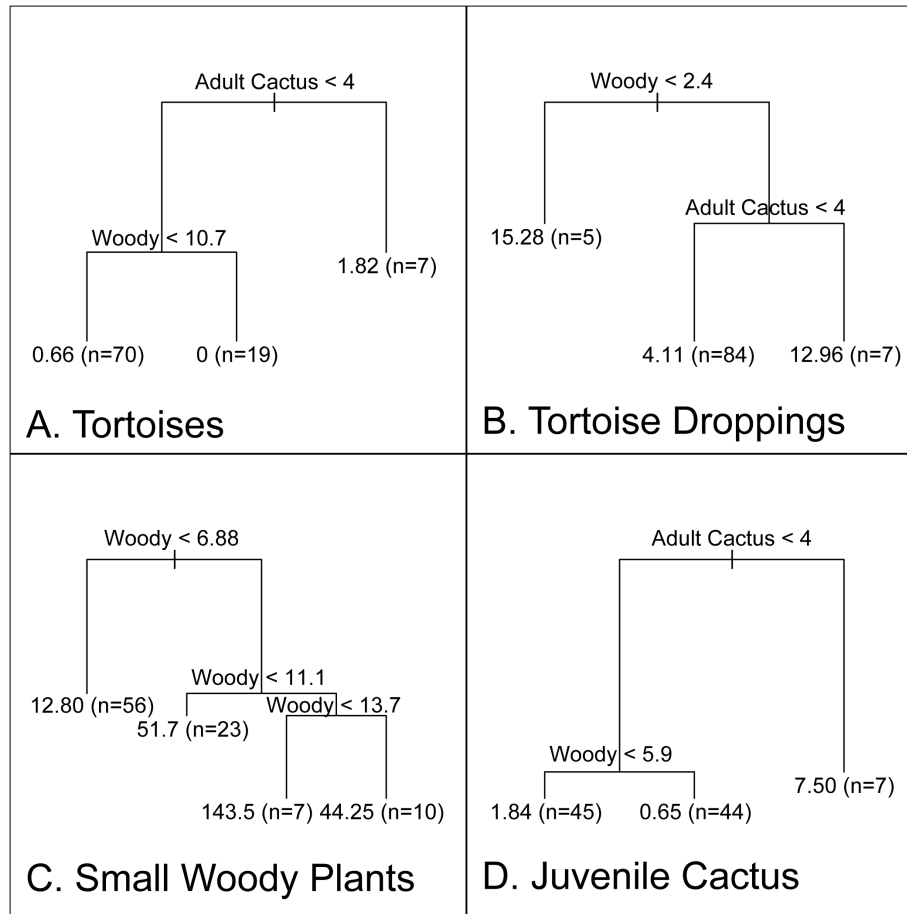 Adult Cactus < 4
Woody < 10.7
1.82 (n=7)
0.66 (n=70)
0 (n=19)
A. Tortoises
Woody < 2.4
Adult Cactus < 4
15.28 (n=5)
4.11 (n=84)
12.96 (n=7)
B. Tortoise Droppings
Woody < 6.88
Woody < 11.1
12.80 (n=56)
Woody < 13.7
51.7 (n=23)
143.5 (n=7)
44.25 (n=10)
C. Small Woody Plants
Adult Cactus < 4
Woody < 5.9
7.50 (n=7)
1.84 (n=45)
0.65 (n=44)
D. Juvenile Cactus